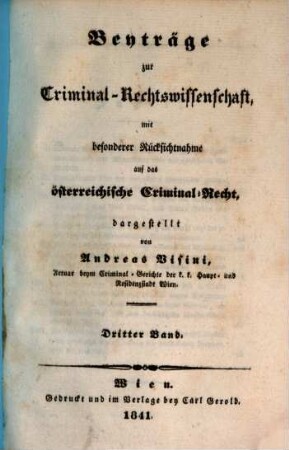 Beyträge
zur
Criminal-Rechtswissenschaft,
mit
besonderer Rücksichtnahme
auf das
österreichische Criminal-Recht,
dargestellt
von
Andreas Visini,
Actuar beym Criminal-Gerichte der k. k. Haupt- und
Residenzstadt Wien.
Dritter Band.
Wien.
Gedruckt und im Verlage bey Carl Gerold.
1841.